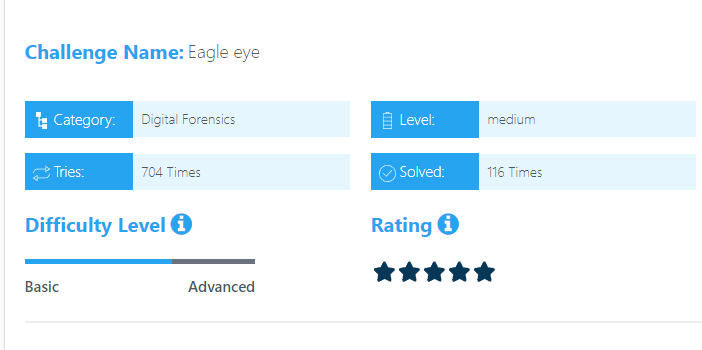 Challenge Name: Eagle eye
Category: Digital Forensics
Level: medium
Tries: 704 Times
Solved: 116 Times
Difficulty Level
Rating
Basic Advanced